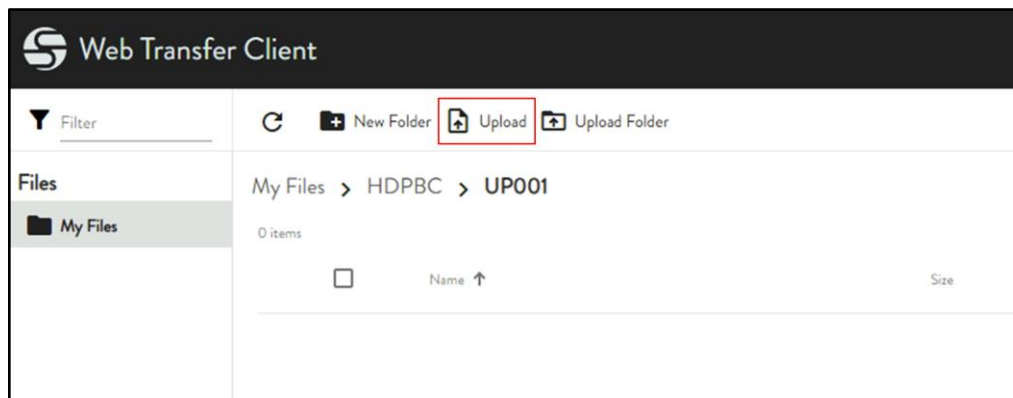 Web Transfer Client
Filter
New Folder Upload Upload Folder
Files
My Files > HDPBC > UP001
My Files
0 items
Name Size